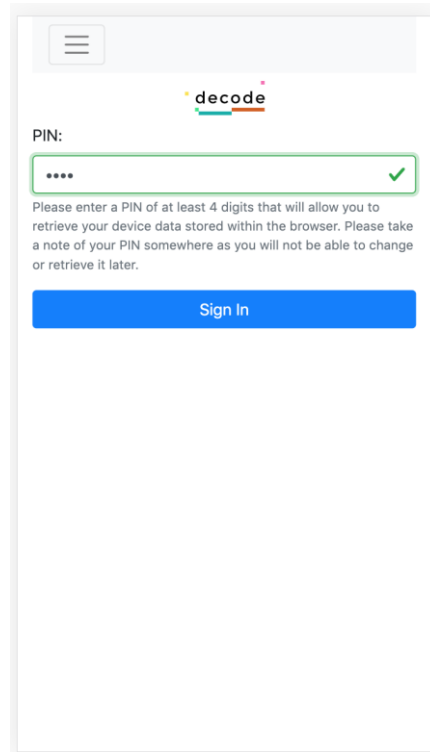 decode
PIN:
••••
Please enter a PIN of at least 4 digits that will allow you to
retrieve your device data stored within the browser. Please take
a note of your PIN somewhere as you will not be able to change
or retrieve it later.
Sign In